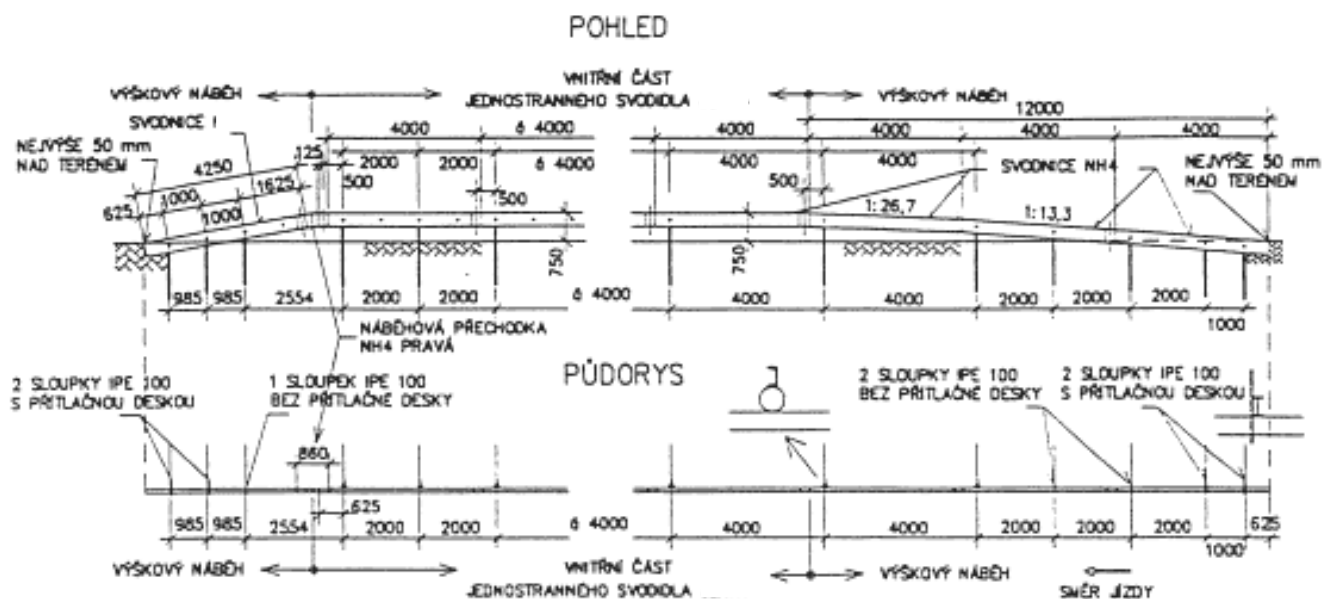 POHLED
VÝŠKOVÝ NÁBĚH
VNITŘNÍ ČÁST
JEDNOSTRANNÉHO SVODIDLA
VÝŠKOVÝ NÁBĚH
12000
SVODNICE I
NEJVÝŠE 50 mm
NAD TERÉNEM
4000
á 4000
4000
4000
4000
4000
125
2000
2000
á 4000
4000
4000
SVODNICE NH4
NEJVÝŠE 50 mm
NAD TERÉNEM
4250
1000
1625
500
500
500
625
1000
1:26,7
1:13,3
750
750
985
985
2554
2000
2000
á 4000
4000
4000
2000
2000
2000
1000
NÁBĚHOVÁ PŘECHODKA
NH4 PRAVÁ
PŮDORYS
2 SLOUPKY IPE 100
S PŘÍTLAČNOU DESKOU
1 SLOUPEK IPE 100
BEZ PŘÍTLAČNÉ DESKY
2 SLOUPKY IPE 100
BEZ PŘÍTLAČNÉ DESKY
2 SLOUPKY IPE 100
S PŘÍTLAČNOU DESKOU
860
625
985
985
2554
2000
2000
á 4000
4000
4000
2000
2000
2000
625
1000
VÝŠKOVÝ NÁBĚH
VNITŘNÍ ČÁST
JEDNOSTRANNÉHO SVODIDLA
VÝŠKOVÝ NÁBĚH
SMĚR JÍZDY